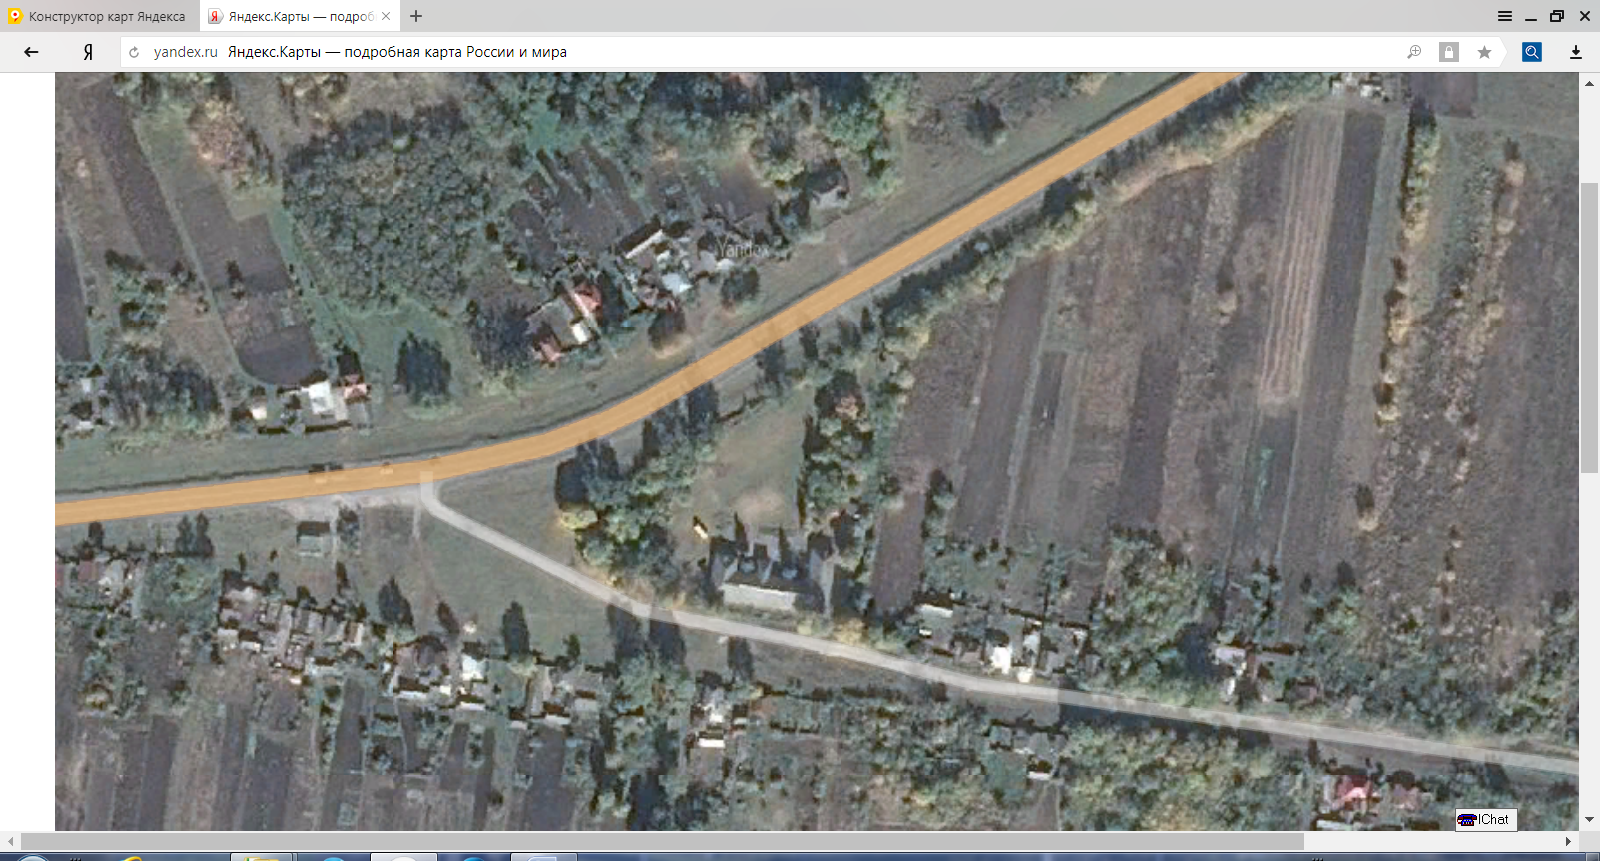 Конструктор карт Яндекса
Яндекс.Карты — подроб
yandex.ru Яндекс.Карты — подробная карта России и мира
Yandex
IChat